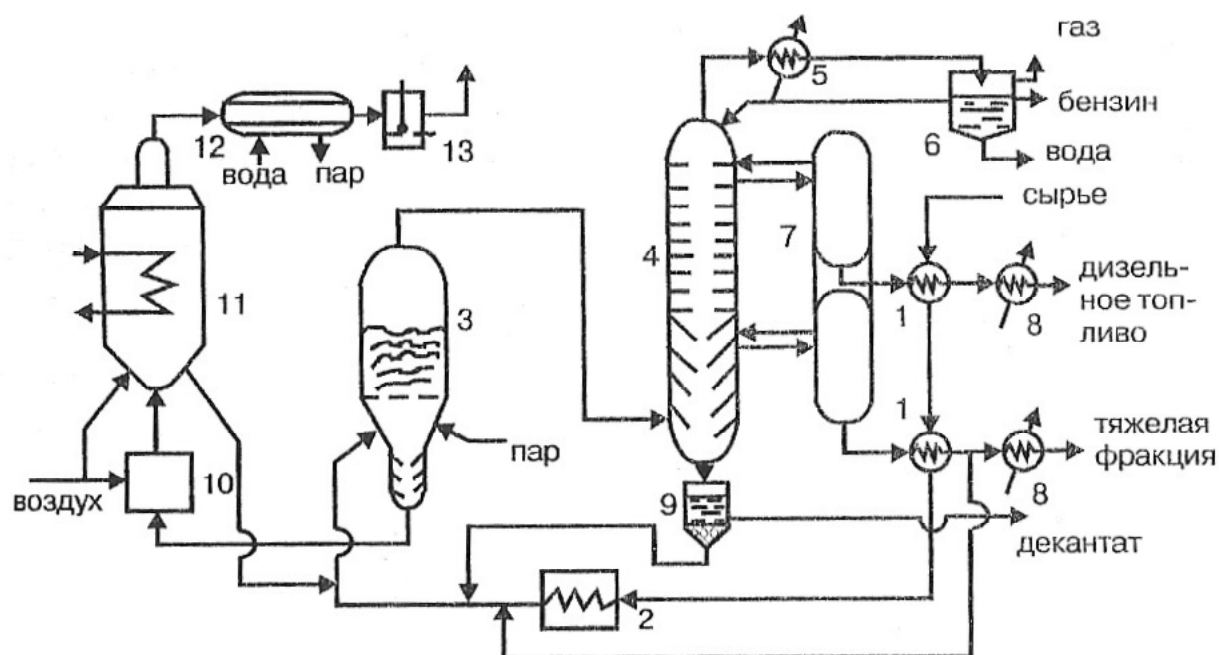 газ
5
бензин
12
13
6
вода
пар
вода
сырье
4
7
11
3
1
8
дизель-
ное топ-
ливо
1
пар
тяжелая
фракция
воздух
10
9
8
декантат
2